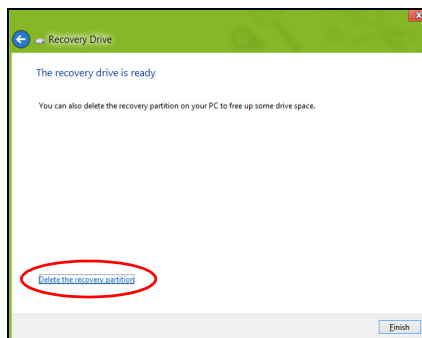 Recovery Drive
The recovery drive is ready
You can also delete the recovery partition on your PC to free up some drive space.
Delete the recovery partition
Finish